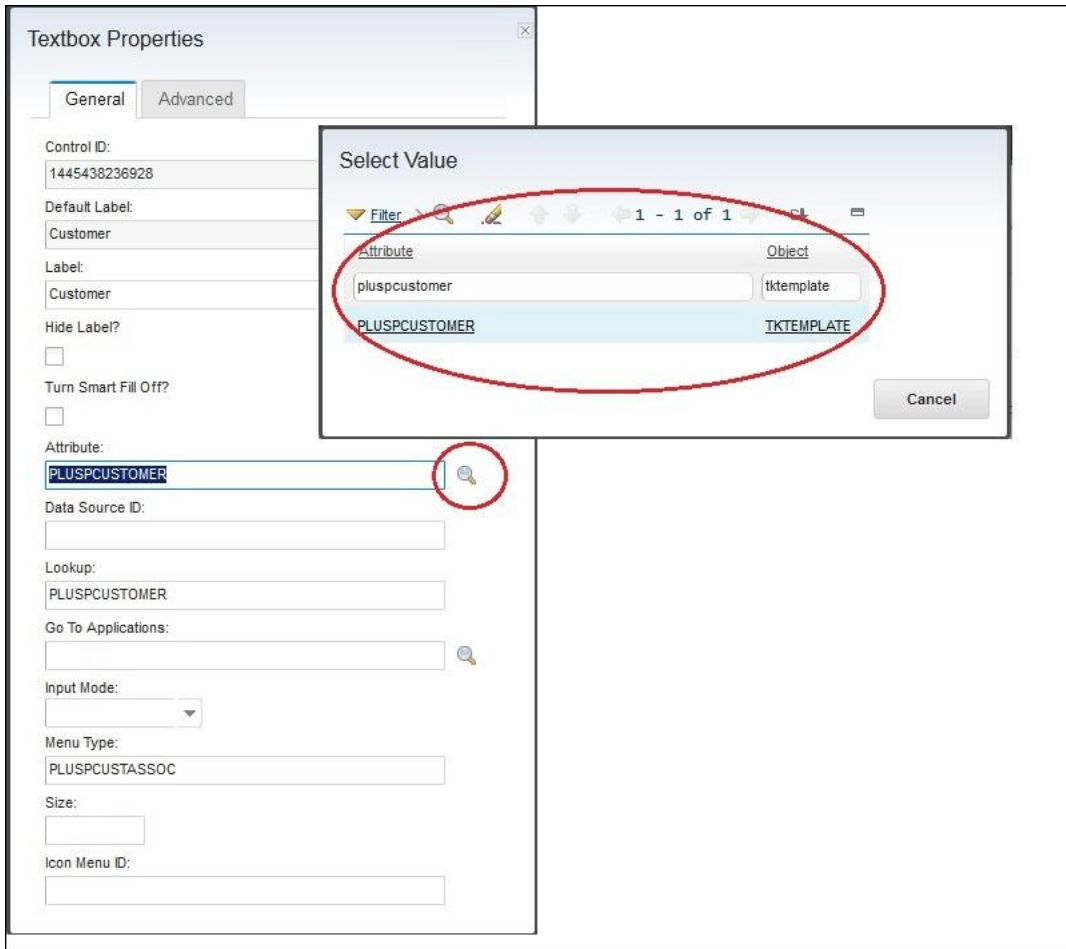 Textbox Properties
General Advanced
Control ID:
1445438236928
Default Label:
Customer
Label:
Customer
Hide Label?
Turn Smart Fill Off?
Attribute:
PLUSPCUSTOMER
Data Source ID:
Lookup:
PLUSPCUSTOMER
Go To Applications:
Input Mode:
Menu Type:
PLUSPCUSTASSOC
Size:
Icon Menu ID:
Select Value
Filter 1 - 1 of 1
Attribute Object
pluspcustomer tktemplate
PLUSPCUSTOMER TKTEMPLATE
Cancel